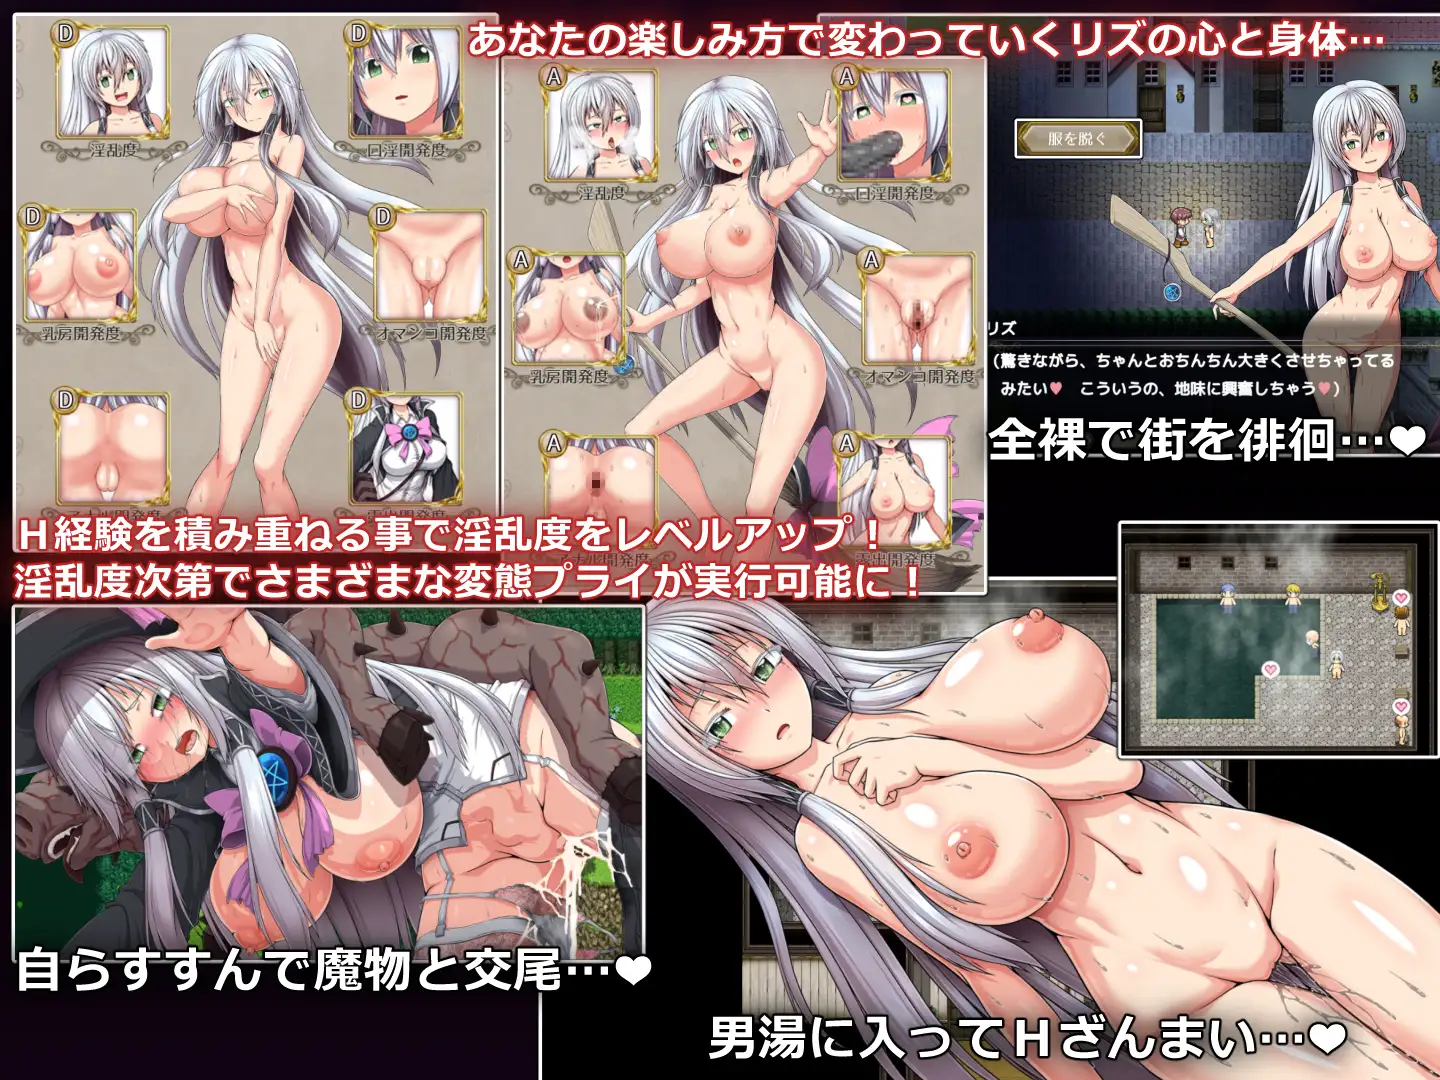 あなたの楽しみ方で変わっていくリズの心と身体…
D
淫乱度
D
口淫開発度
D
乳房開発度
D
オマンコ開発度
D
D
A
淫乱度
A
口淫開発度
A
乳房開発度
A
オマンコ開発度
A
アナル開発度
A
露出開発度
服を脱ぐ
リズ
(驚きながら、ちゃんとおちんちん大きくさせちゃってる
みたい♥ こういうの、地味に興奮しちゃう♥)
全裸で街を徘徊…♥
H経験を積み重ねる事で淫乱度をレベルアップ！
淫乱度次第でさまざまな変態プライが実行可能に！
自らすすんで魔物と交尾…♥
男湯に入ってHざんまい…♥